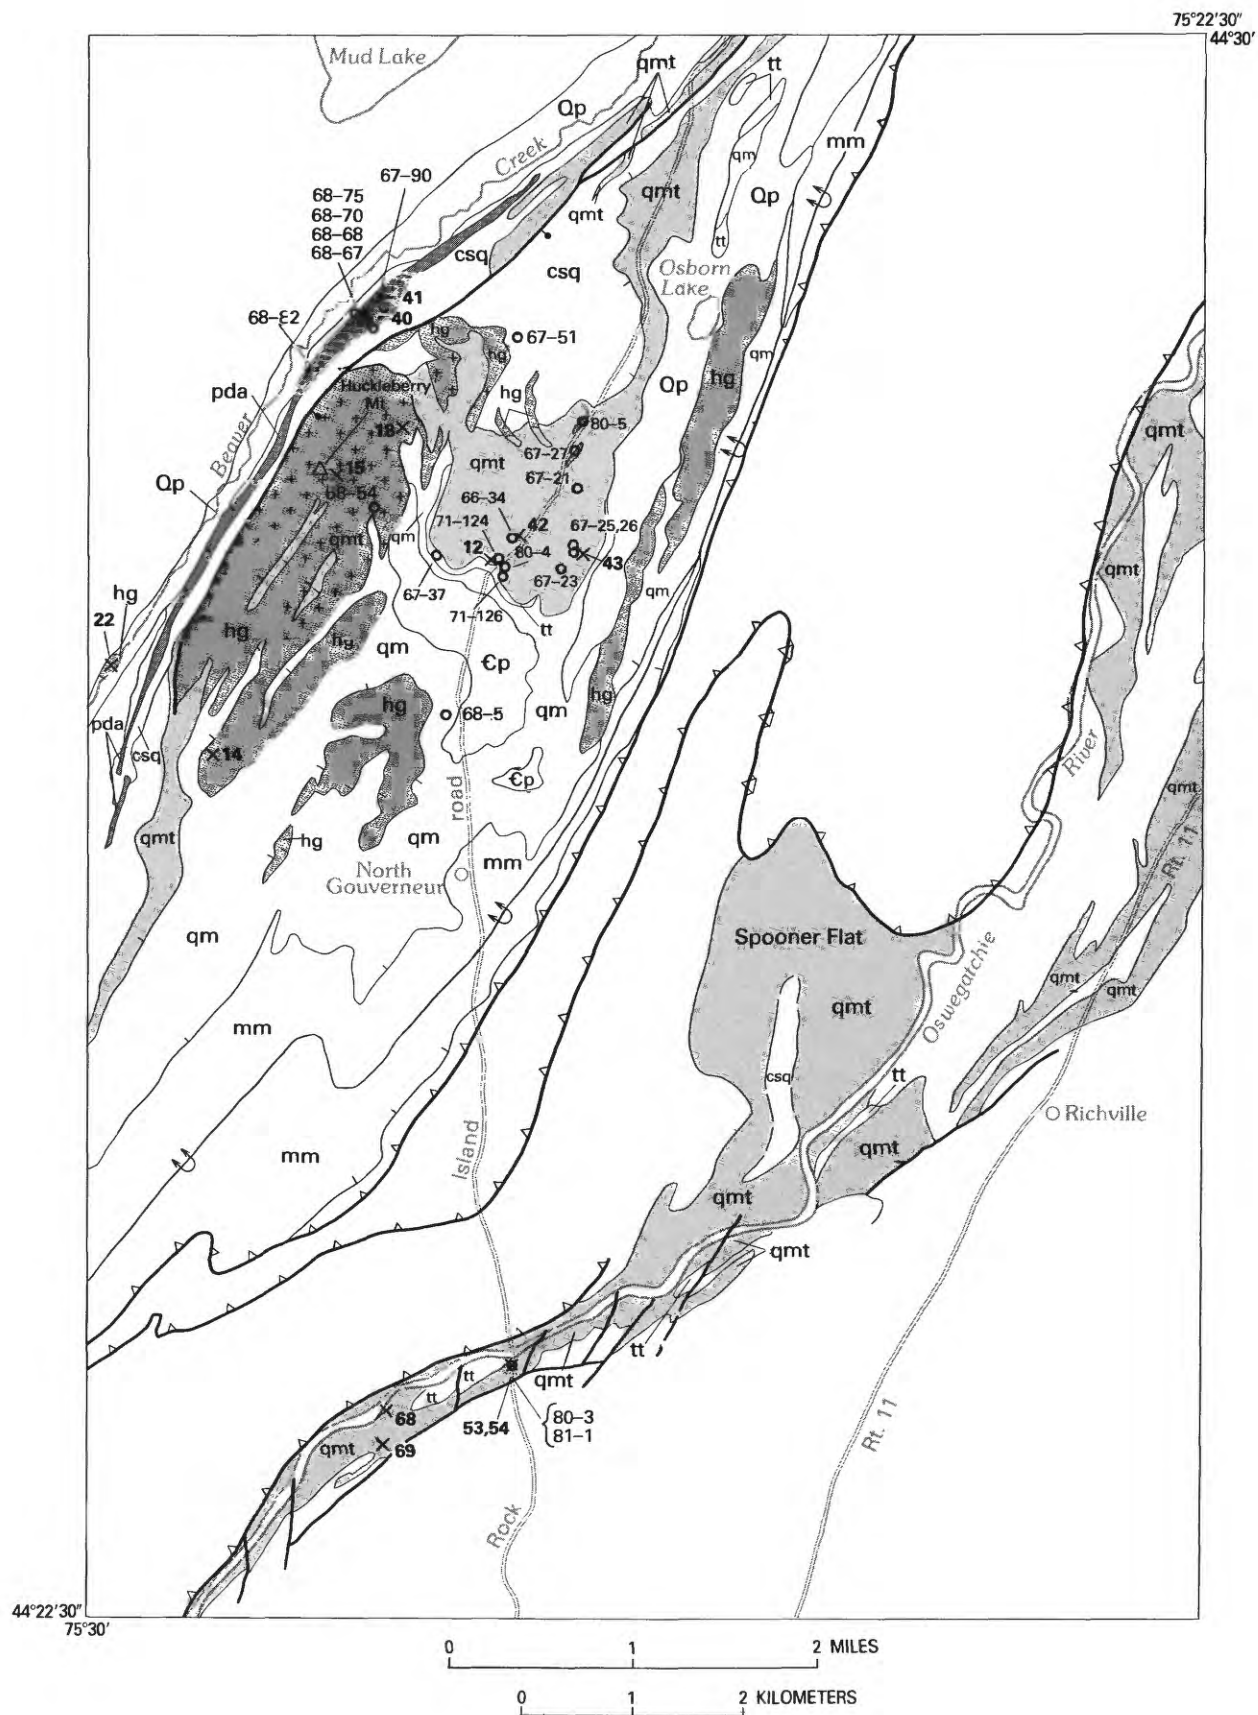 75°22'30"
44°30'
Mud Lake
qmt
tt
Qp
mm
Creek
67–90
qm
68–75
68–70
68–68
68–67
qmt
Qp
qmt
csq
tt
csq
Osborn
Lake
41
40
68–82
hg
67–51
hg
qm
pda
Huckleberry
Mt
hg
Qp
hg
18
80–5
qmt
Beaver
qmt
67–27
15
67–21
Qp
68–54
66–34
71–124
42
67–25,26
qmt
qm
qmt
12
80–4
43
67–37
67–23
hg
71–126
qm
22
tt
hg
hg
qm
Єp
hg
qm
hg
68–5
River
pda
csq
14
Єp
qmt
qmt
hg
qm
road
mm
Rt. 11
North
Gouverneur
qm
Spooner Flat
qmt
qmt
qmt
Oswegatchie
mm
csq
tt
Richville
mm
qmt
Island
qmt
qmt
tt
tt
tt
qmt
68
53,54
80–3
81–1
qmt
69
Rt. 11
Rock
44°22'30"
75°30'
0 1 2 MILES
0 1 2 KILOMETERS